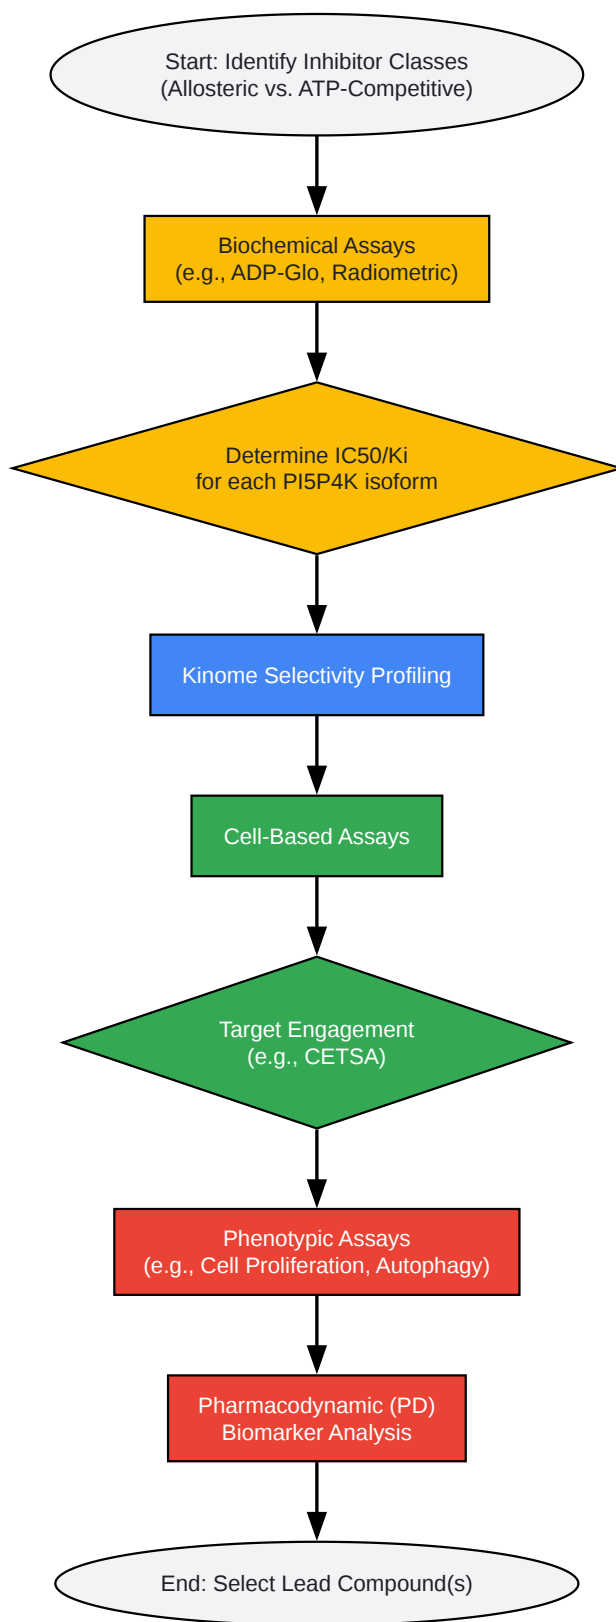 Start: Identify Inhibitor Classes
(Allosteric vs. ATP-Competitive)
Biochemical Assays
(e.g., ADP-Glo, Radiometric)
Determine IC50/Ki
for each PI5P4K isoform
Kinome Selectivity Profiling
Cell-Based Assays
Target Engagement
(e.g., CETSA)
Phenotypic Assays
(e.g., Cell Proliferation, Autophagy)
Pharmacodynamic (PD)
Biomarker Analysis
End: Select Lead Compound(s)